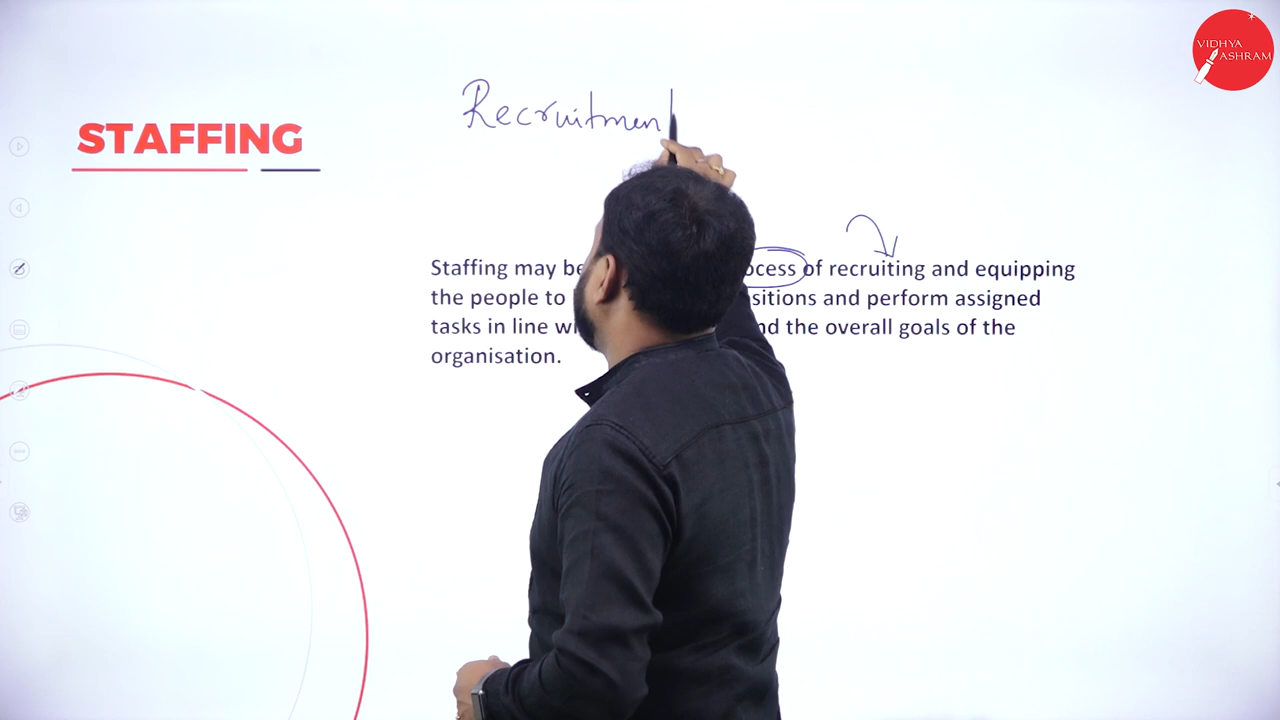 VIDHYA
ASHRAM
Recruitmen
STAFFING
Staffing may be ocess of recruiting and equipping
the people to sitions and perform assigned
tasks in line nd the overall goals of the
organisation.